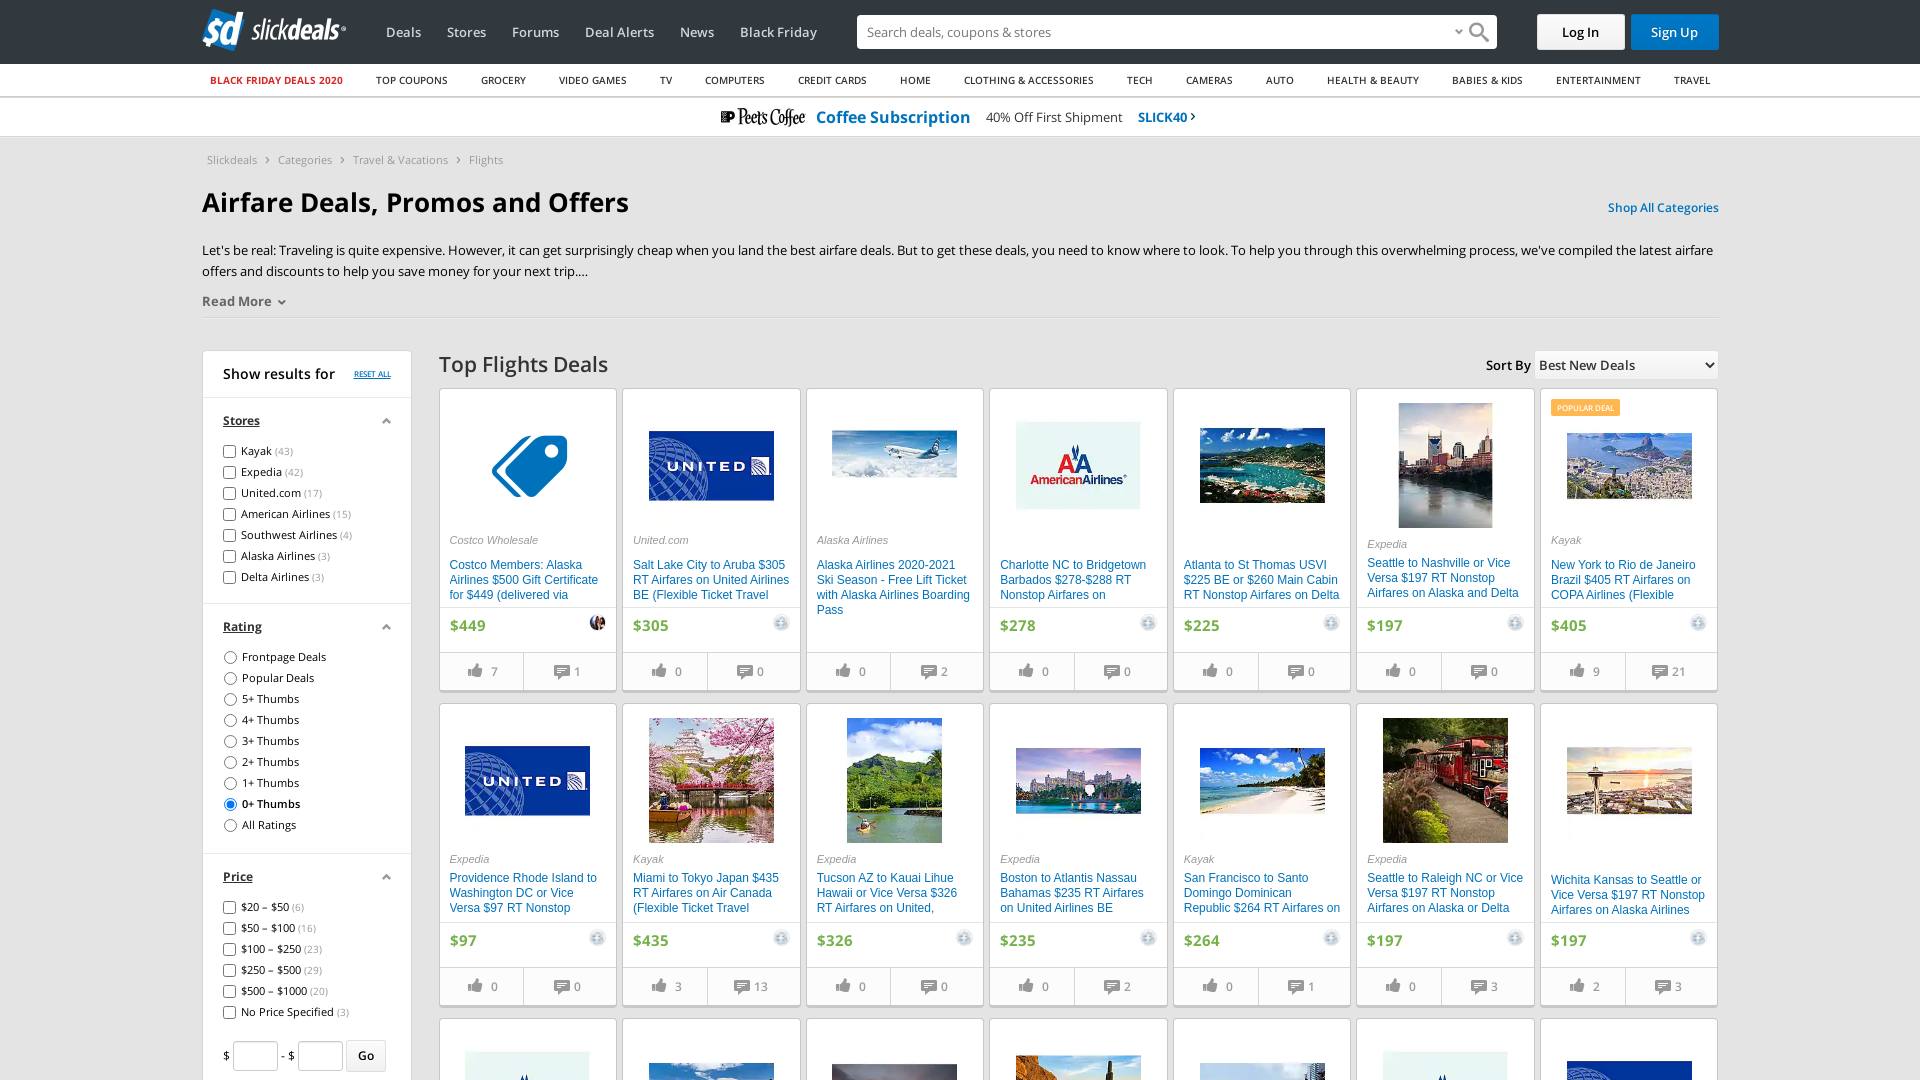 slickdeals
Deals
Stores
Forums
Deal Alerts
News
Black Friday
Search deals, coupons & stores
Log In
Sign Up
BLACK FRIDAY DEALS 2020
TOP COUPONS
GROCERY
VIDEO GAMES
TV
COMPUTERS
CREDIT CARDS
HOME
CLOTHING & ACCESSORIES
TECH
CAMERAS
AUTO
HEALTH & BEAUTY
BABIES & KIDS
ENTERTAINMENT
TRAVEL
Peet's Coffee Coffee Subscription 40% Off First Shipment SLICK40
Slickdeals > Categories > Travel & Vacations > Flights
Airfare Deals, Promos and Offers
Shop All Categories
Let's be real: Traveling is quite expensive. However, it can get surprisingly cheap when you land the best airfare deals. But to get these deals, you need to know where to look. To help you through this overwhelming process, we've compiled the latest airfare
offers and discounts to help you save money for your next trip....
Read More
Show results for
RESET ALL
Stores
Kayak (43)
Expedia (42)
United.com (17)
American Airlines (15)
Southwest Airlines (4)
Alaska Airlines (3)
Delta Airlines (3)
Rating
Frontpage Deals
Popular Deals
5+ Thumbs
4+ Thumbs
3+ Thumbs
2+ Thumbs
1+ Thumbs
0+ Thumbs
All Ratings
Price
$20 – $50 (6)
$50 – $100 (16)
$100 – $250 (23)
$250 – $500 (29)
$500 – $1000 (20)
No Price Specified (3)
$ - $ Go
Top Flights Deals
Sort By Best New Deals
Costco Wholesale
Costco Members: Alaska
Airlines $500 Gift Certificate
for $449 (delivered via
$449
7
1
UNITED
United.com
Salt Lake City to Aruba $305
RT Airfares on United Airlines
BE (Flexible Ticket Travel
$305
0
0
Alaska Airlines
Alaska Airlines 2020-2021
Ski Season - Free Lift Ticket
with Alaska Airlines Boarding
Pass
0
2
AA
AmericanAirlines
Charlotte NC to Bridgetown
Barbados $278-$288 RT
Nonstop Airfares on
$278
0
0
Atlanta to St Thomas USVI
$225 BE or $260 Main Cabin
RT Nonstop Airfares on Delta
$225
0
0
Expedia
Seattle to Nashville or Vice
Versa $197 RT Nonstop
Airfares on Alaska and Delta
$197
0
0
POPULAR DEAL
Kayak
New York to Rio de Janeiro
Brazil $405 RT Airfares on
COPA Airlines (Flexible
$405
9
21
UNITED
Expedia
Providence Rhode Island to
Washington DC or Vice
Versa $97 RT Nonstop
$97
0
0
Kayak
Miami to Tokyo Japan $435
RT Airfares on Air Canada
(Flexible Ticket Travel
$435
3
13
Expedia
Tucson AZ to Kauai Lihue
Hawaii or Vice Versa $326
RT Airfares on United,
$326
0
0
Expedia
Boston to Atlantis Nassau
Bahamas $235 RT Airfares
on United Airlines BE
$235
0
2
Kayak
San Francisco to Santo
Domingo Dominican
Republic $264 RT Airfares on
$264
0
1
Expedia
Seattle to Raleigh NC or Vice
Versa $197 RT Nonstop
Airfares on Alaska or Delta
$197
0
3
Wichita Kansas to Seattle or
Vice Versa $197 RT Nonstop
Airfares on Alaska Airlines
$197
2
3